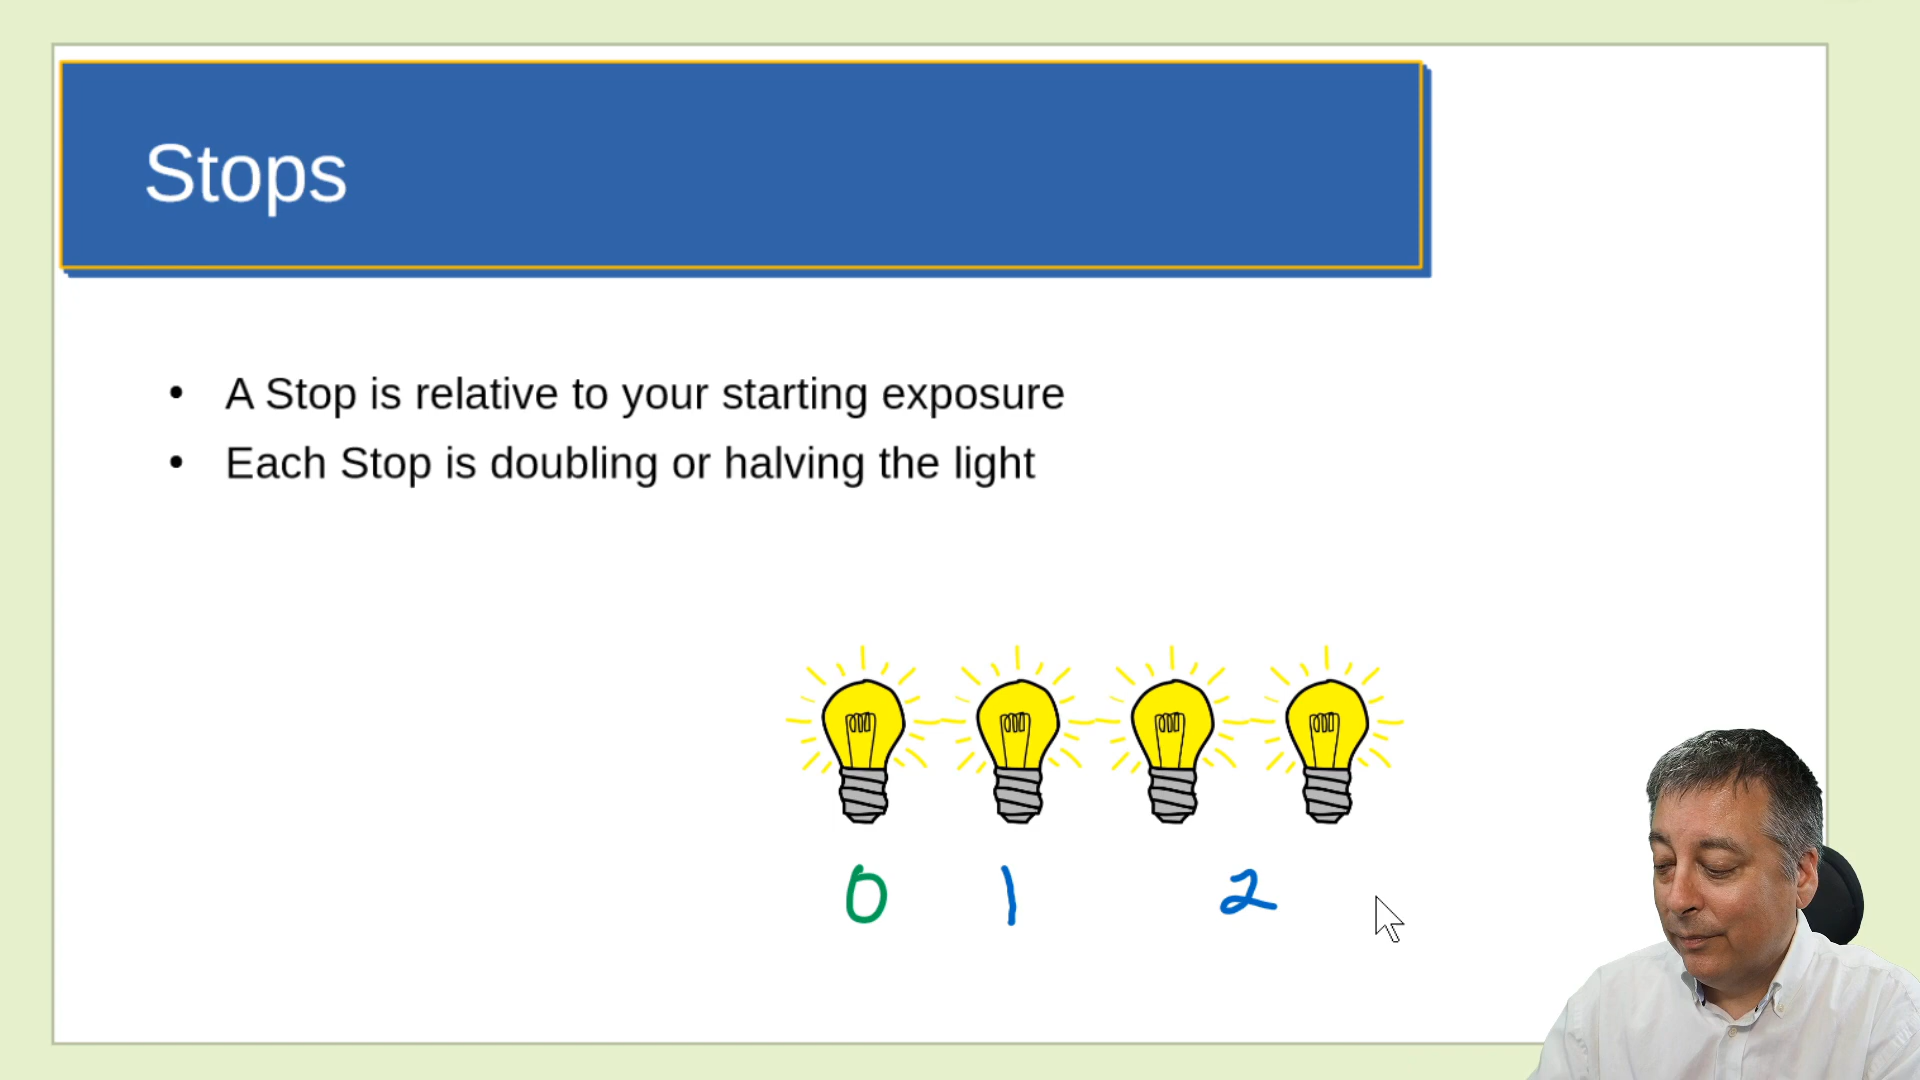 Stops
• A Stop is relative to your starting exposure
• Each Stop is doubling or halving the light
0 1 2